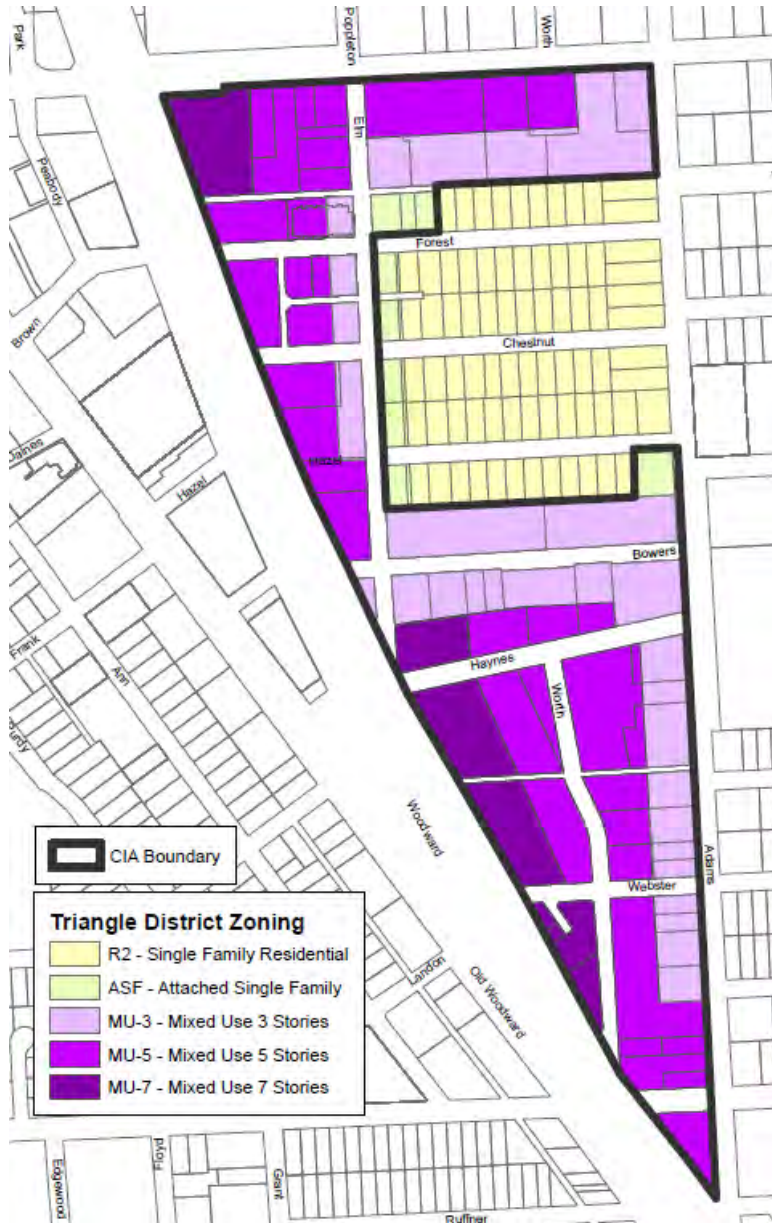 Park
Poppleton
Worth
Elm
Peabody
Forest
Brown
Chestnut
Hazel
Hazel
Bowers
Frank
Ann
Haynes
Worth
Woodward
CIA Boundary
Adams
Webster
Triangle District Zoning
R2 - Single Family Residential
ASF - Attached Single Family
MU-3 - Mixed Use 3 Stories
MU-5 - Mixed Use 5 Stories
MU-7 - Mixed Use 7 Stories
Landon
Old Woodward
Edgewood
Floyd
Grant
Ruffner